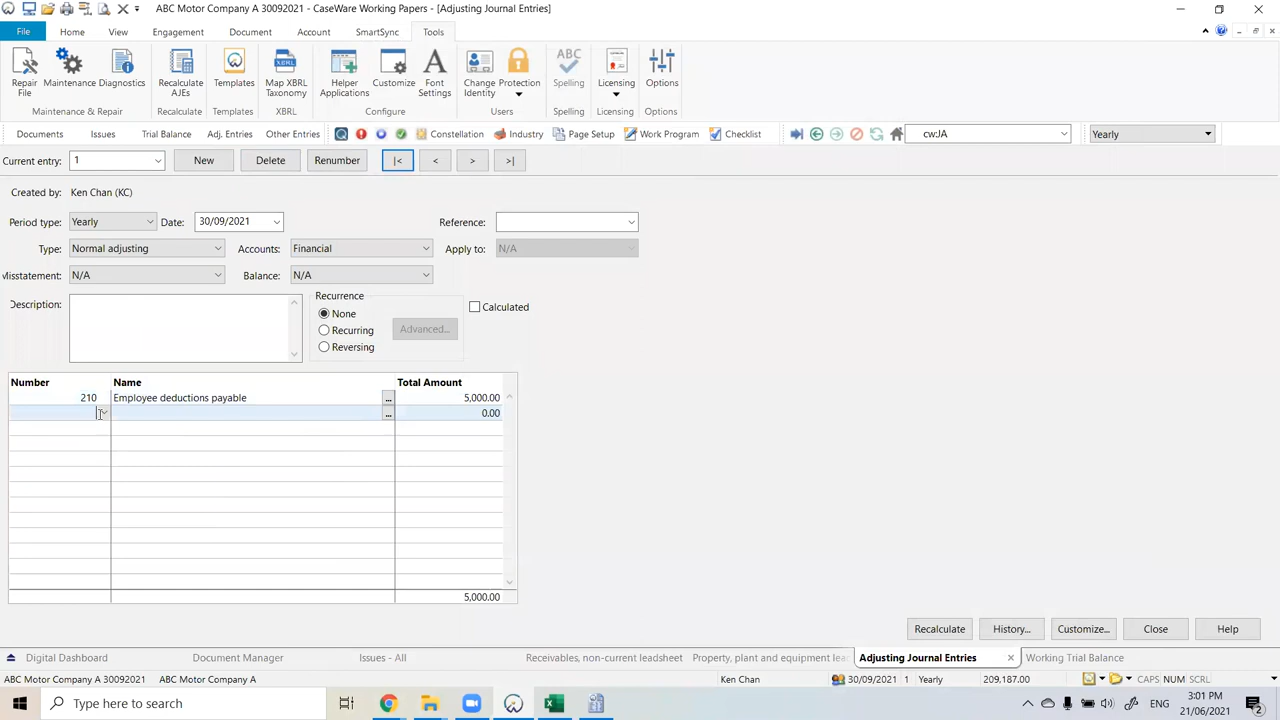 ABC Motor Company A 30092021 - CaseWare Working Papers - [Adjusting Journal Entries]
File Home View Engagement Document Account SmartSync Tools
Repair File Maintenance Diagnostics Recalculate AJEs Templates Map XBRL Taxonomy Helper Applications Customize Font Settings Change Identity Protection ABC Spelling Licensing Options
Maintenance & Repair Recalculate Templates XBRL Configure Users Spelling Licensing Options
Documents Issues Trial Balance Adj. Entries Other Entries Constellation Industry Page Setup Work Program Checklist cw:JA Yearly
Current entry: 1 New Delete Renumber |< < > >|
Created by: Ken Chan (KC)
Period type: Yearly Date: 30/09/2021 Reference:
Type: Normal adjusting Accounts: Financial Apply to: N/A
Misstatement: N/A Balance: N/A
Description: Recurrence Calculated
None
Recurring Advanced...
Reversing
Number Name Total Amount
210 Employee deductions payable ... 5,000.00
... 0.00
5,000.00
Recalculate History... Customize... Close Help
Digital Dashboard Document Manager Issues - All Receivables, non-current leadsheet Property, plant and equipment lea Adjusting Journal Entries Working Trial Balance
ABC Motor Company A 30092021 ABC Motor Company A Ken Chan 30/09/2021 1 Yearly 209,187.00 CAPS NUM SCRL
Type here to search ENG 3:01 PM
21/06/2021 2